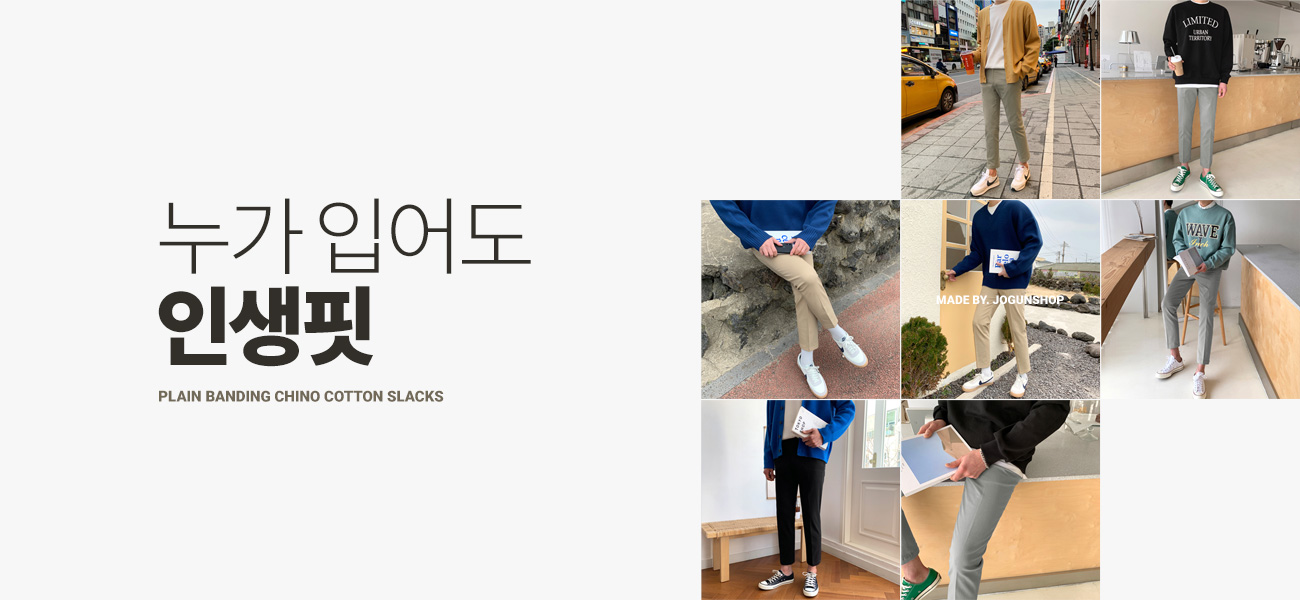 누가 입어도
인생핏
PLAIN BANDING CHINO COTTON SLACKS
LIMITED
URBAN
TERRITORY
MADE BY. JOGUNSHOP
WAVE
Inch